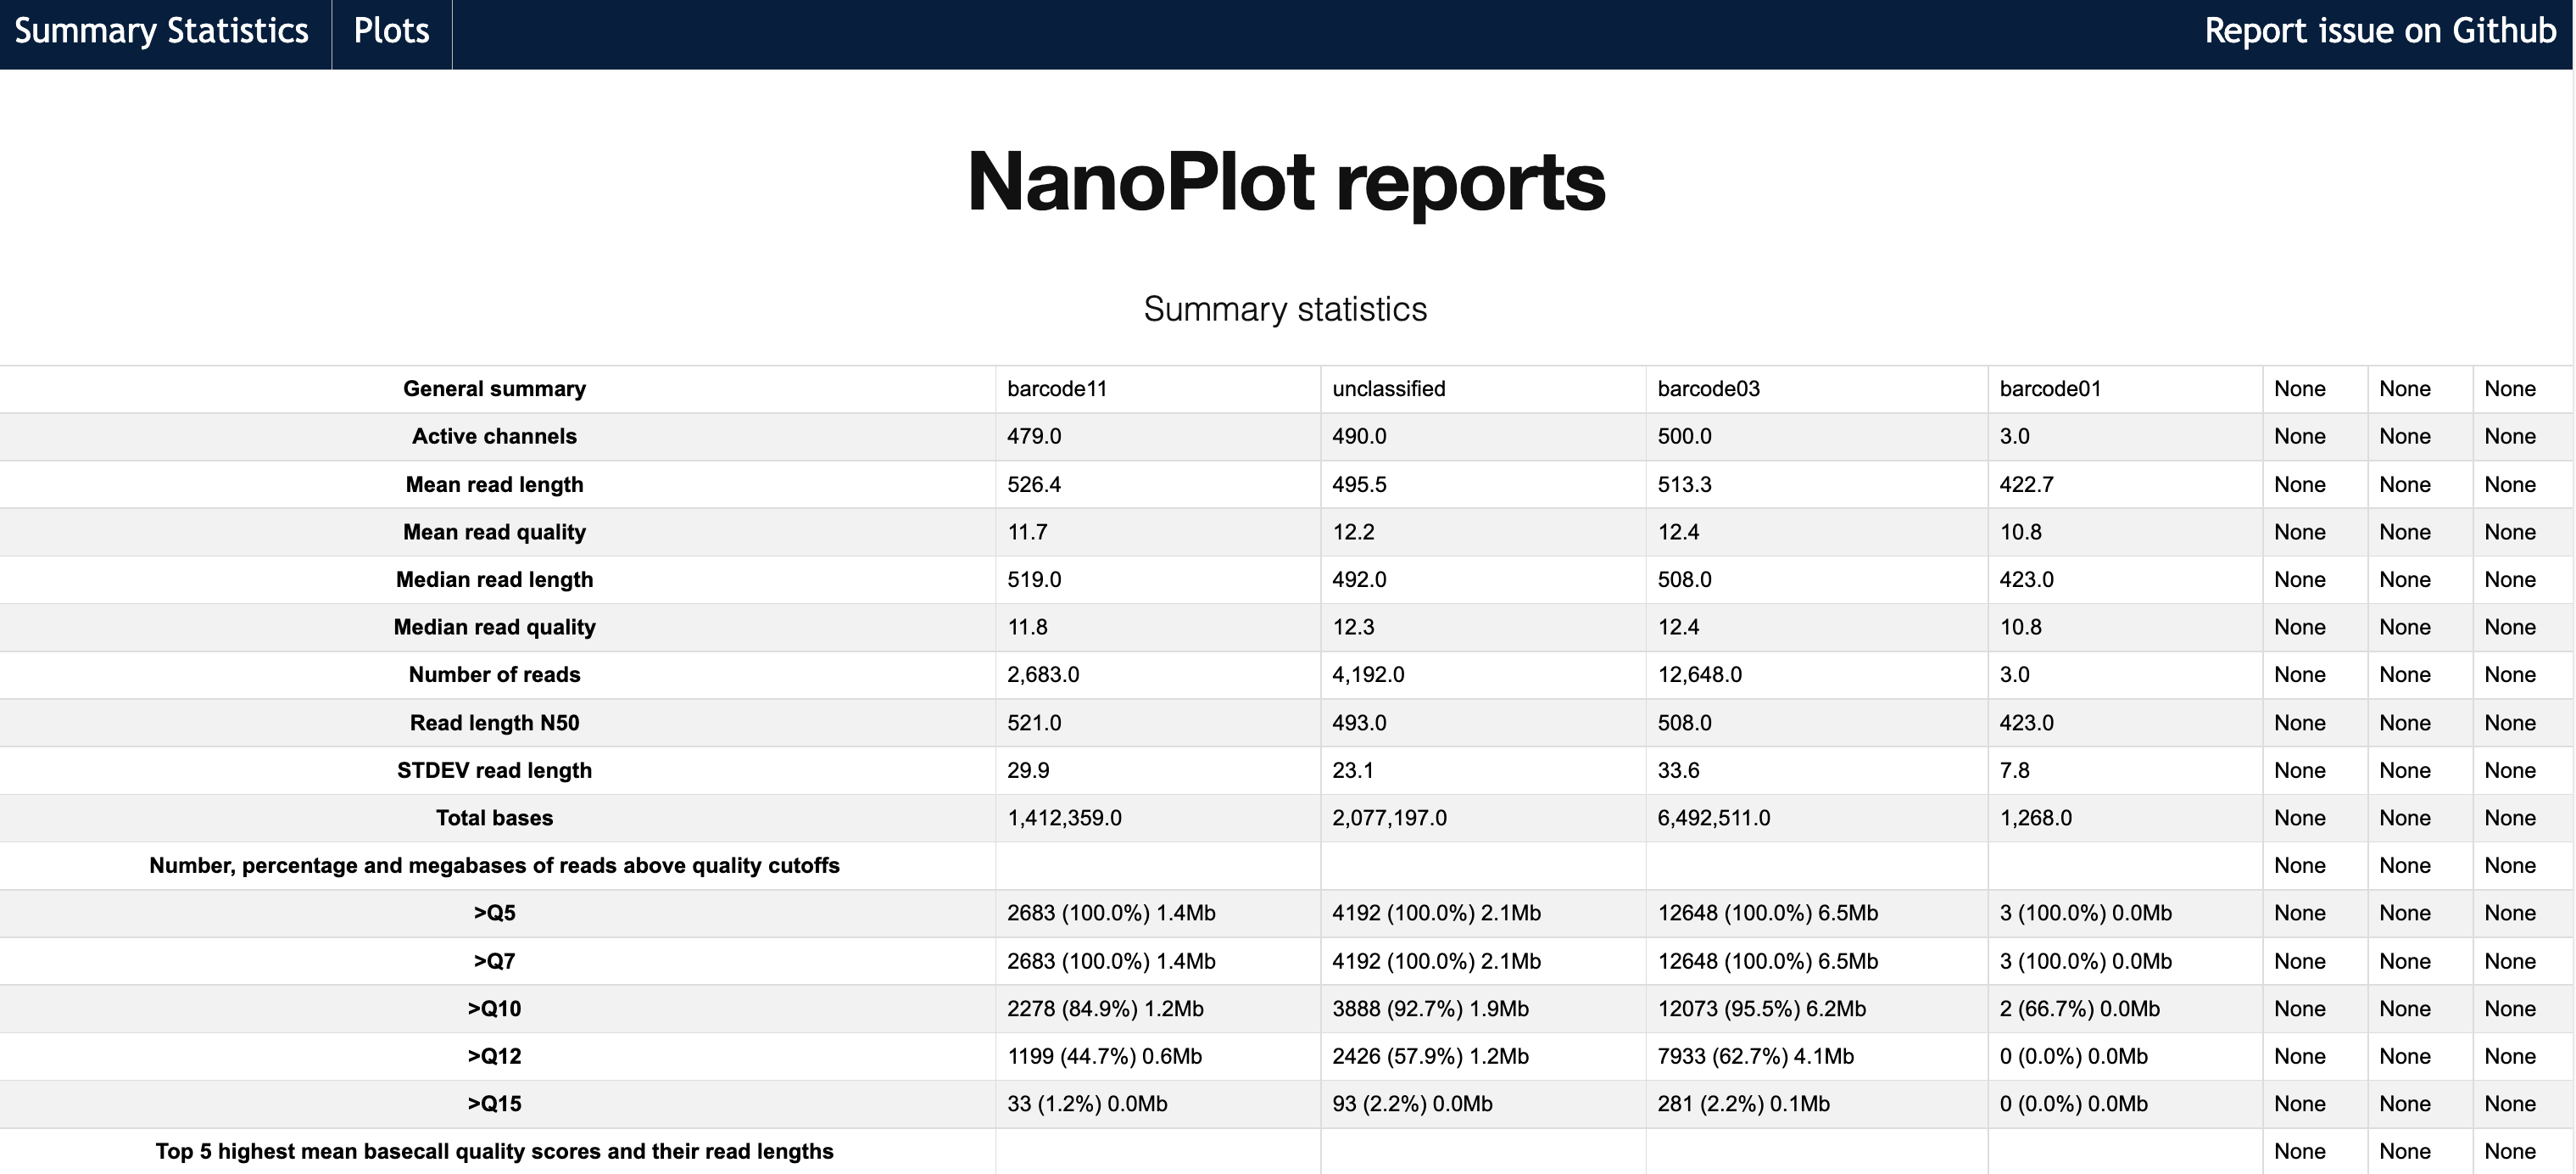 Summary Statistics Plots Report issue on Github
NanoPlot reports
Summary statistics
General summary barcode11 unclassified barcode03 barcode01 None None None
Active channels 479.0 490.0 500.0 3.0 None None None
Mean read length 526.4 495.5 513.3 422.7 None None None
Mean read quality 11.7 12.2 12.4 10.8 None None None
Median read length 519.0 492.0 508.0 423.0 None None None
Median read quality 11.8 12.3 12.4 10.8 None None None
Number of reads 2,683.0 4,192.0 12,648.0 3.0 None None None
Read length N50 521.0 493.0 508.0 423.0 None None None
STDEV read length 29.9 23.1 33.6 7.8 None None None
Total bases 1,412,359.0 2,077,197.0 6,492,511.0 1,268.0 None None None
Number, percentage and megabases of reads above quality cutoffs None None None
>Q5 2683 (100.0%) 1.4Mb 4192 (100.0%) 2.1Mb 12648 (100.0%) 6.5Mb 3 (100.0%) 0.0Mb None None None
>Q7 2683 (100.0%) 1.4Mb 4192 (100.0%) 2.1Mb 12648 (100.0%) 6.5Mb 3 (100.0%) 0.0Mb None None None
>Q10 2278 (84.9%) 1.2Mb 3888 (92.7%) 1.9Mb 12073 (95.5%) 6.2Mb 2 (66.7%) 0.0Mb None None None
>Q12 1199 (44.7%) 0.6Mb 2426 (57.9%) 1.2Mb 7933 (62.7%) 4.1Mb 0 (0.0%) 0.0Mb None None None
>Q15 33 (1.2%) 0.0Mb 93 (2.2%) 0.0Mb 281 (2.2%) 0.1Mb 0 (0.0%) 0.0Mb None None None
Top 5 highest mean basecall quality scores and their read lengths None None None